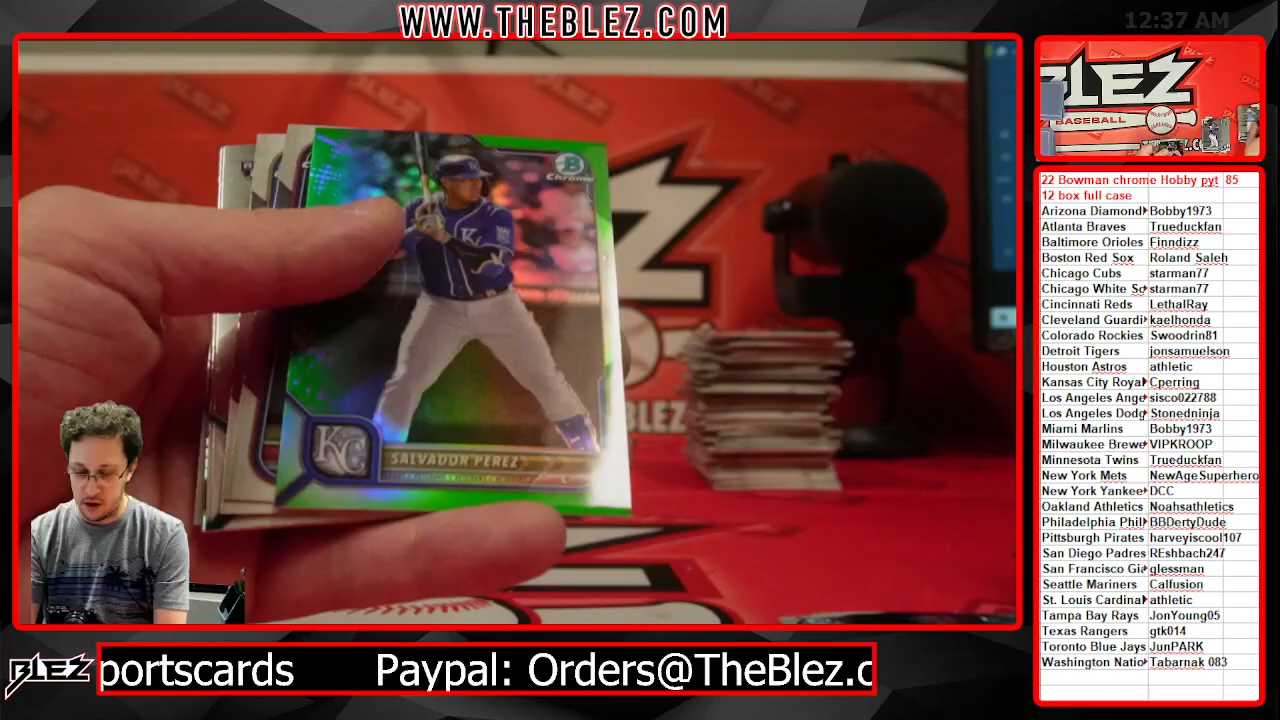 WWW.THEBLEZ.COM
12:37 AM
BLEZ
BASEBALL
Chrome
KC
SALVADOR PEREZ
BLEZ
22 Bowman chrome Hobby pyt 85
12 box full case
Arizona Diamond Bobby1973
Atlanta Braves Trueduckfan
Baltimore Orioles Finndizz
Boston Red Sox Roland Saleh
Chicago Cubs starman77
Chicago White So starman77
Cincinnati Reds LethalRay
Cleveland Guardi kaelhonda
Colorado Rockies Swoodrin81
Detroit Tigers jonsamuelson
Houston Astros athletic
Kansas City Royal Cperring
Los Angeles Ange sisco022788
Los Angeles Dodg Stonedninja
Miami Marlins Bobby1973
Milwaukee Brewe VIPKROOP
Minnesota Twins Trueduckfan
New York Mets NewAgeSuperhero
New York Yankee DCC
Oakland Athletics Noahsathletics
Philadelphia Phil BBDertyDude
Pittsburgh Pirates harveyiscool107
San Diego Padres REshbach247
San Francisco Gia glessman
Seattle Mariners Calfusion
St. Louis Cardina athletic
Tampa Bay Rays JonYoung05
Texas Rangers gtk014
Toronto Blue Jays JunPARK
Washington Natio Tabarnak 083
BLEZ
portscards Paypal: Orders@TheBlez.c